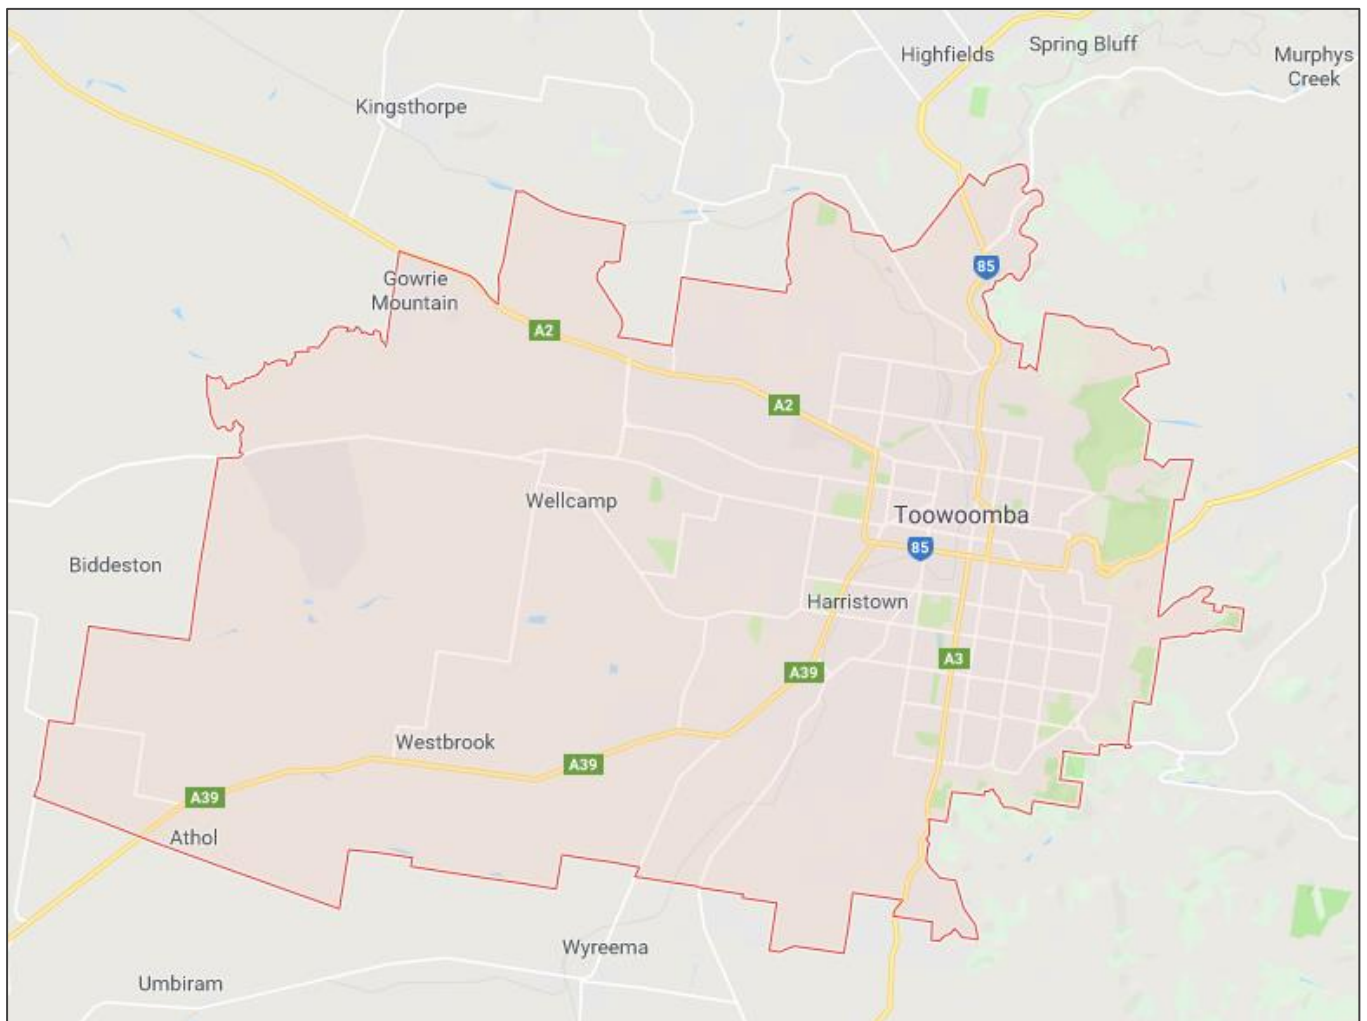 Spring Bluff
Highfields
Murphys
Creek
Kingsthorpe
85
Gowrie
Mountain
A2
A2
Wellcamp
Toowoomba
85
Biddeston
Harristown
A3
A39
Westbrook
A39
A39
Athol
Wyreema
Umbiram